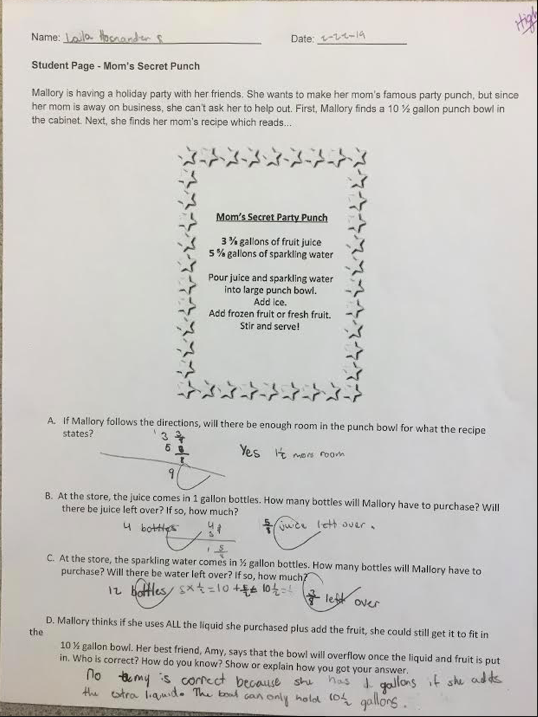 High
Name: Laila Hernandez S Date: 2-22-19
Student Page - Mom's Secret Punch
Mallory is having a holiday party with her friends. She wants to make her mom's famous party punch, but since
her mom is away on business, she can't ask her to help out. First, Mallory finds a 10 ½ gallon punch bowl in
the cabinet. Next, she finds her mom's recipe which reads...
Mom's Secret Party Punch
3 ⅜ gallons of fruit juice
5 ⅝ gallons of sparkling water
Pour juice and sparkling water
into large punch bowl.
Add ice.
Add frozen fruit or fresh fruit.
Stir and serve!
A. If Mallory follows the directions, will there be enough room in the punch bowl for what the recipe
states?
Yes 1½ more room
9
B. At the store, the juice comes in 1 gallon bottles. How many bottles will Mallory have to purchase? Will
there be juice left over? If so, how much?
4 bottles ⅝ juice left over.
C. At the store, the sparkling water comes in ½ gallon bottles. How many bottles will Mallory have to
purchase? Will there be water left over? If so, how much?
12 bottles left over
D. Mallory thinks if she uses ALL the liquid she purchased plus add the fruit, she could still get it to fit in
the
10 ½ gallon bowl. Her best friend, Amy, says that the bowl will overflow once the liquid and fruit is put
in. Who is correct? How do you know? Show or explain how you got your answer.
No Amy is correct because she has gallons if she adds
the extra liquid. The bowl can only hold 10½ gallons.